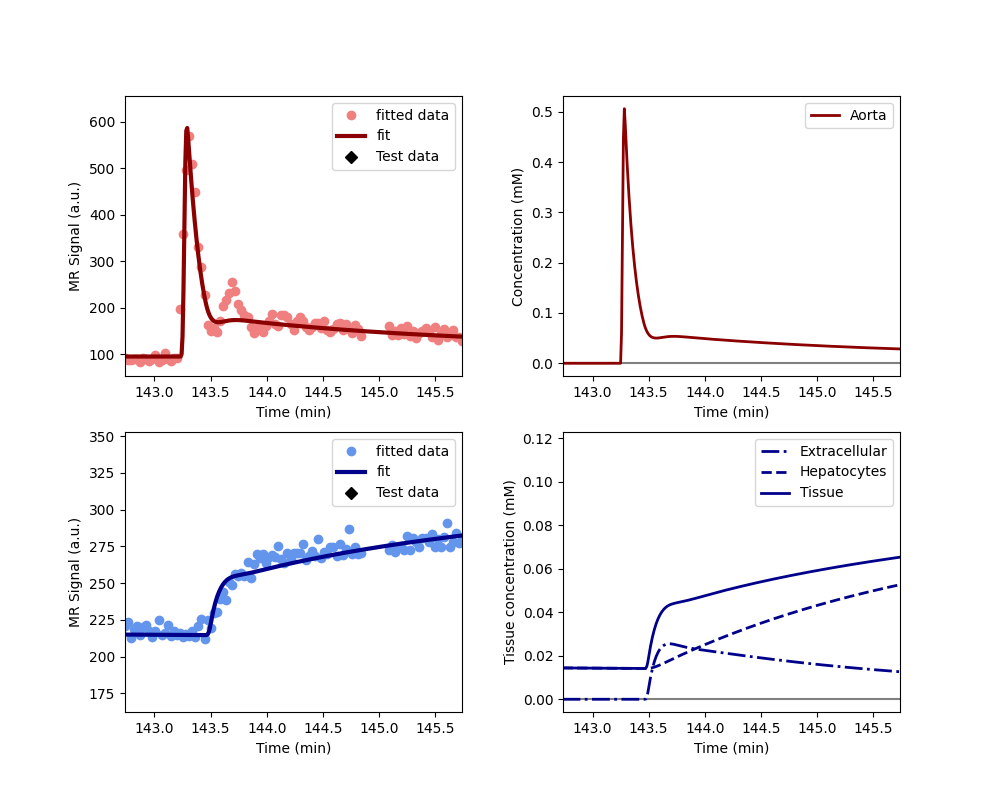 600
500
400
300
200
100
MR Signal (a.u.)
fitted data
fit
Test data
143.0 143.5 144.0 144.5 145.0 145.5
Time (min)
0.5
0.4
0.3
0.2
0.1
0.0
Concentration (mM)
Aorta
143.0 143.5 144.0 144.5 145.0 145.5
Time (min)
350
325
300
275
250
225
200
175
MR Signal (a.u.)
fitted data
fit
Test data
143.0 143.5 144.0 144.5 145.0 145.5
Time (min)
0.12
0.10
0.08
0.06
0.04
0.02
0.00
Tissue concentration (mM)
Extracellular
Hepatocytes
Tissue
143.0 143.5 144.0 144.5 145.0 145.5
Time (min)